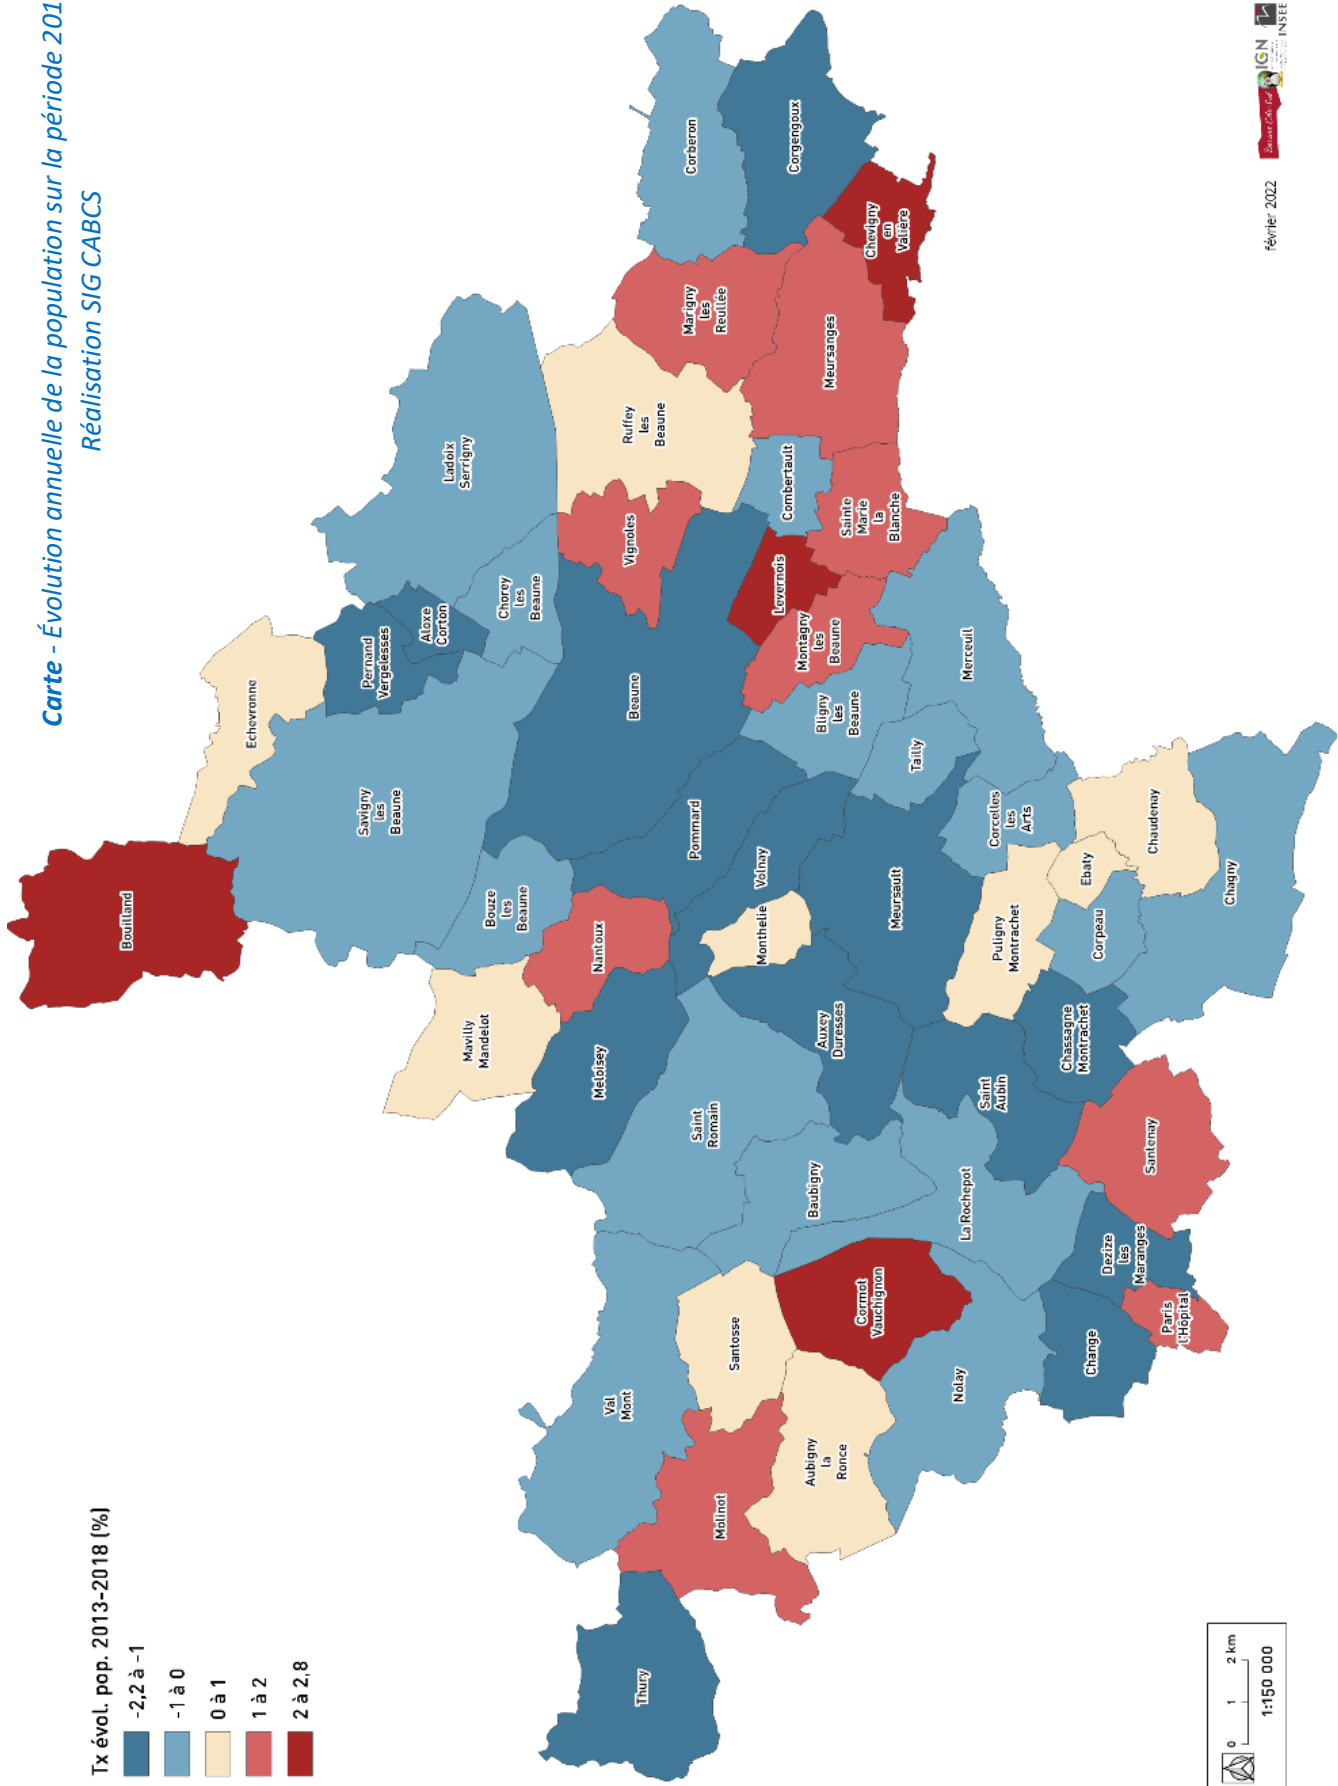 Carte - Évolution annuelle de la population sur la période 201
Réalisation SIG CABCS
Tx évol. pop. 2013-2018 (%)
-2,2 à -1
-1 à 0
0 à 1
1 à 2
2 à 2,8
Bouilland
Echevronne
Savigny
les
Beaune
Pernand
Vergelesses
Aloxe
Corton
Ladoix
Serrigny
Chorey
les
Beaune
Mavilly
Mandelot
Bouze
les
Beaune
Nantoux
Meloisey
Beaune
Vignoles
Ruffey
les
Beaune
Marigny
les
Reullée
Corberon
Corgengoux
Chevigny
en
Valière
Meursanges
Combertault
Sainte
Marie
la
Blanche
Levernois
Montagny
les
Beaune
Bligny
les
Beaune
Merceuil
Tailly
Pommard
Volnay
Monthelie
Meursault
Auxey
Duresses
Saint
Romain
Baubigny
Val
Mont
Santosse
Molinot
Thury
Aubigny
la
Ronce
Cormot
Vauchignon
Nolay
La Rochepot
Saint
Aubin
Puligny
Montrachet
Corcelles
les
Arts
Ebaty
Chaudenay
Corpeau
Chagny
Chassagne
Montrachet
Santenay
Dezize
les
Maranges
Change
Paris
l'Hôpital
0 1 2 km
1:150 000
février 2022
Beaune Côte & Sud
IGN
INSEE